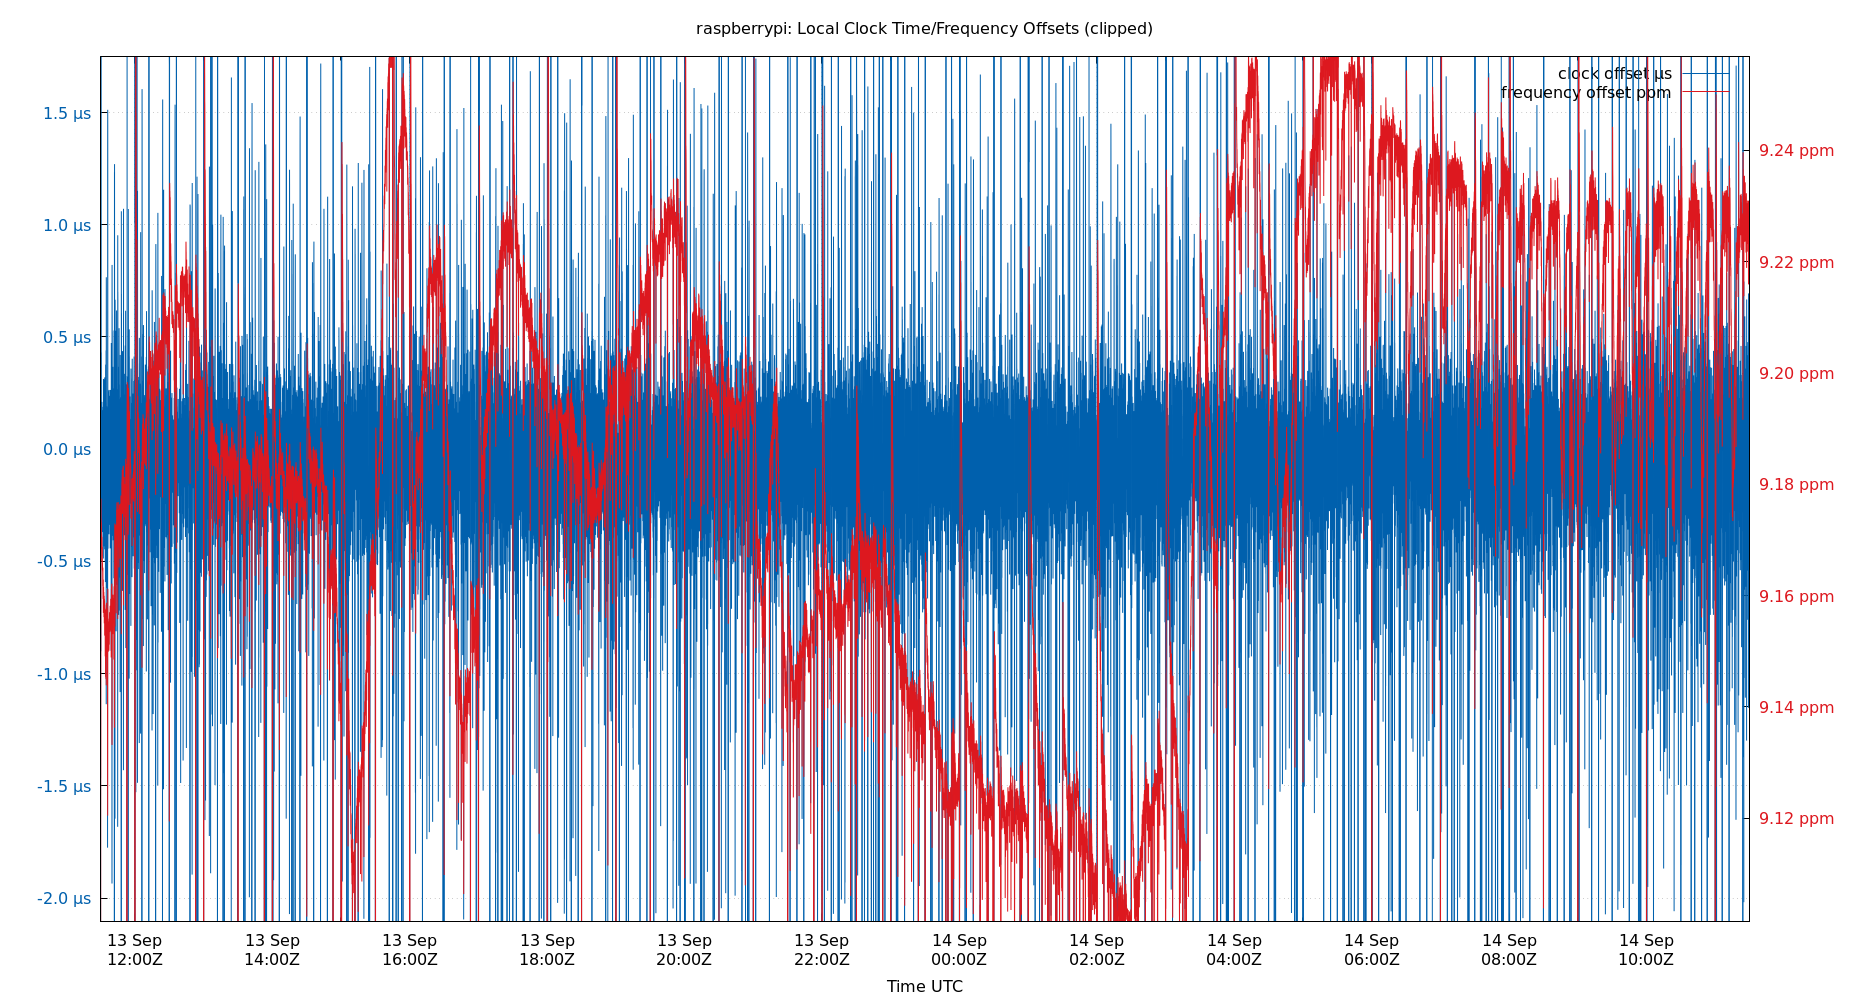 raspberrypi: Local Clock Time/Frequency Offsets (clipped)
clock offset µs
frequency offset ppm
1.5 µs
1.0 µs
0.5 µs
0.0 µs
-0.5 µs
-1.0 µs
-1.5 µs
-2.0 µs
9.24 ppm
9.22 ppm
9.20 ppm
9.18 ppm
9.16 ppm
9.14 ppm
9.12 ppm
13 Sep 13 Sep 13 Sep 13 Sep 13 Sep 13 Sep 14 Sep 14 Sep 14 Sep 14 Sep 14 Sep 14 Sep
12:00Z 14:00Z 16:00Z 18:00Z 20:00Z 22:00Z 00:00Z 02:00Z 04:00Z 06:00Z 08:00Z 10:00Z
Time UTC